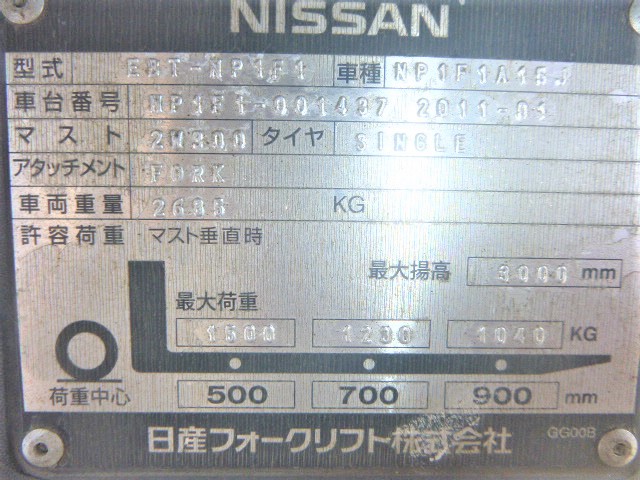 NISSAN
型式 EBT-NP1F1 車種 NP1F1A15J
車台番号 NP1F1-001437 2011-01
マスト 2W300 タイヤ SINGLE
アタッチメント FORK
車両重量 2635 KG
許容荷重 マスト垂直時
最大揚高 3000 mm
最大荷重
1500 1230 1040 KG
荷重中心 500 700 900 mm
日産フォークリフト株式会社 GG00B